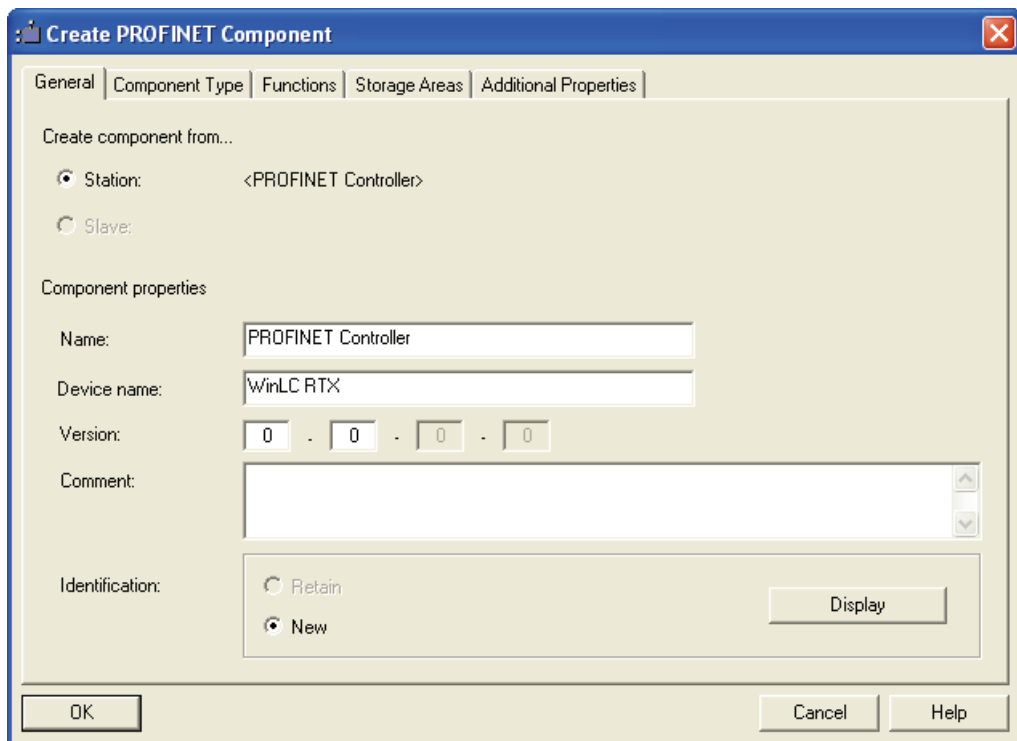 Create PROFINET Component
General Component Type Functions Storage Areas Additional Properties
Create component from...
Station: <PROFINET Controller>
Slave:
Component properties
Name: PROFINET Controller
Device name: WinLC RTX
Version: 0 . 0 . 0 . 0
Comment:
Identification: Retain
New
Display
OK Cancel Help